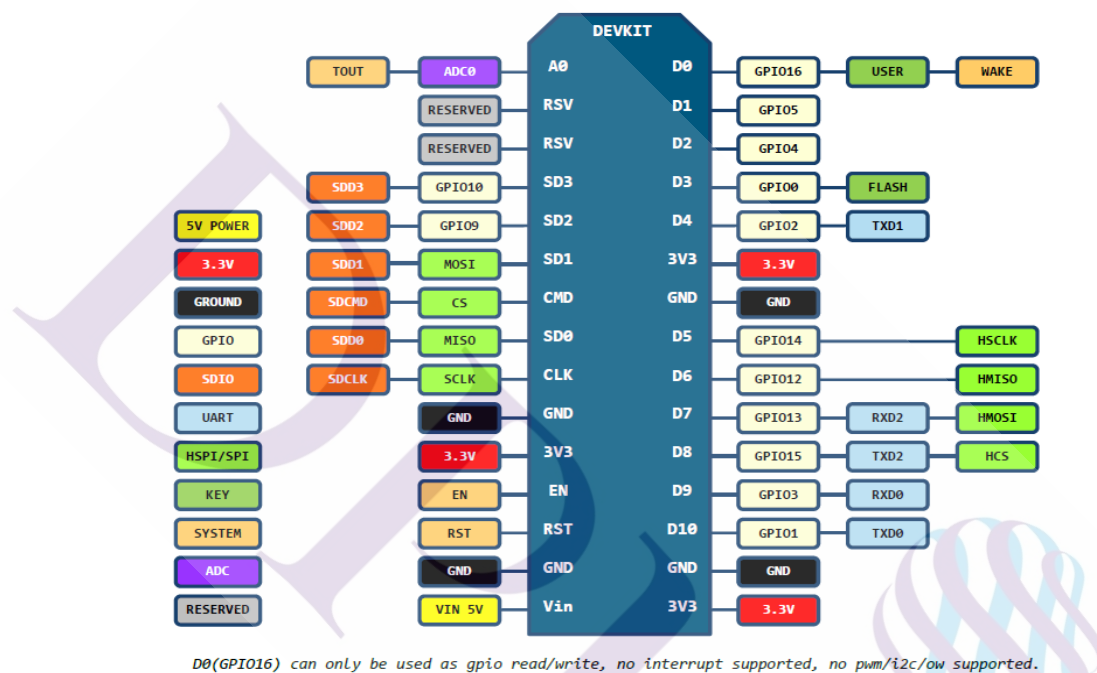 DEVKIT
TOUT ADC0 A0 D0 GPIO16 USER WAKE
RESERVED RSV D1 GPIO5
RESERVED RSV D2 GPIO4
SDD3 GPIO10 SD3 D3 GPIO0 FLASH
5V POWER SDD2 GPIO9 SD2 D4 GPIO2 TXD1
3.3V SDD1 MOSI SD1 3V3 3.3V
GROUND SDCMD CS CMD GND GND
GPIO SDD0 MISO SD0 D5 GPIO14 HSCLK
SDIO SDCLK SCLK CLK D6 GPIO12 HMISO
UART GND GND D7 GPIO13 RXD2 HMOSI
HSPI/SPI 3.3V 3V3 D8 GPIO15 TXD2 HCS
KEY EN EN D9 GPIO3 RXD0
SYSTEM RST RST D10 GPIO1 TXD0
ADC GND GND GND GND
RESERVED VIN 5V Vin 3V3 3.3V
D0(GPIO16) can only be used as gpio read/write, no interrupt supported, no pwm/i2c/ow supported.